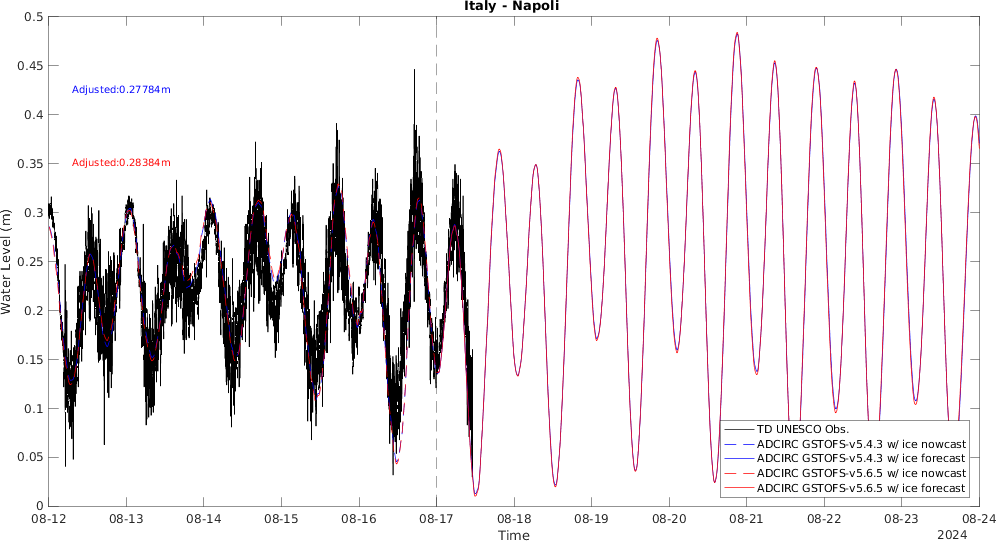 Italy - Napoli
Water Level (m)
0.5
0.45
0.4
0.35
0.3
0.25
0.2
0.15
0.1
0.05
0
Adjusted:0.27784m
Adjusted:0.28384m
TD UNESCO Obs.
ADCIRC GSTOFS-v5.4.3 w/ ice nowcast
ADCIRC GSTOFS-v5.4.3 w/ ice forecast
ADCIRC GSTOFS-v5.6.5 w/ ice nowcast
ADCIRC GSTOFS-v5.6.5 w/ ice forecast
08-12 08-13 08-14 08-15 08-16 08-17 08-18 08-19 08-20 08-21 08-22 08-23 08-24
Time
2024